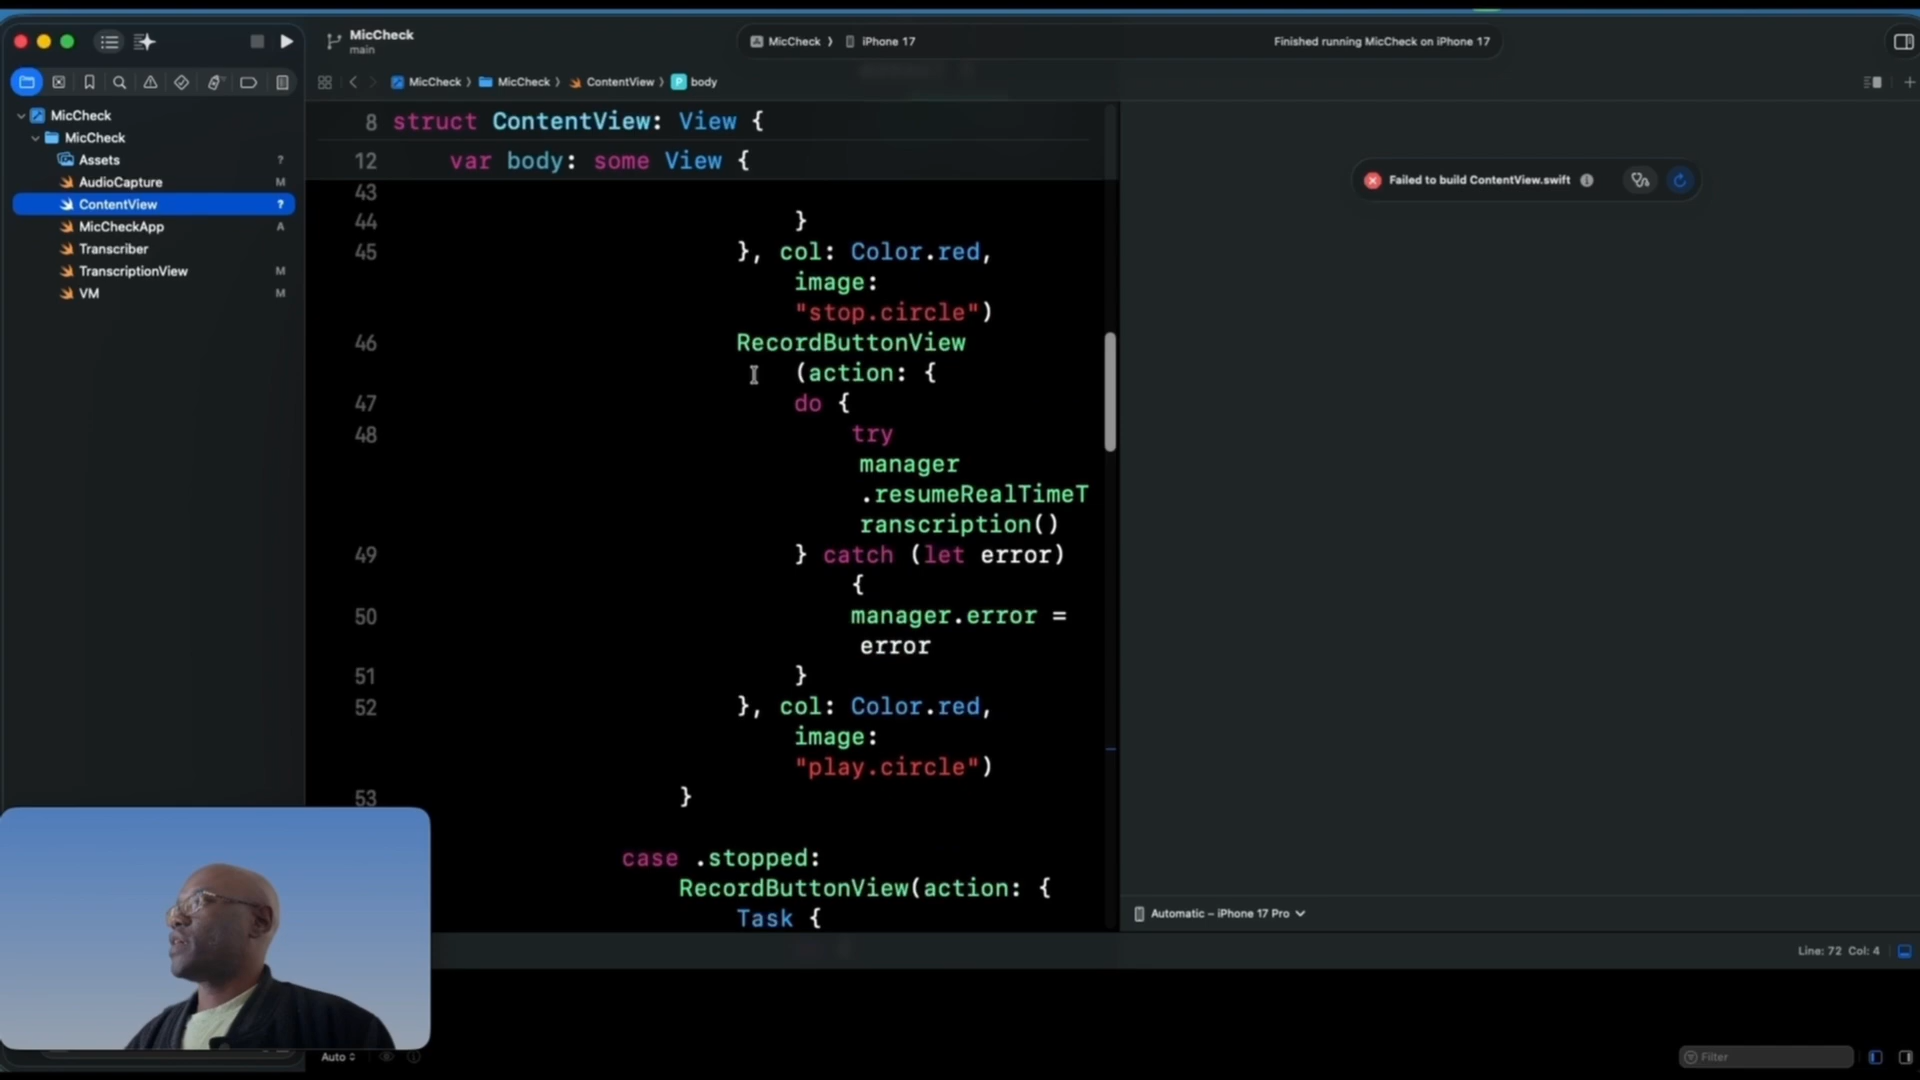 MicCheck
main
MicCheck
iPhone 17
Finished running MicCheck on iPhone 17
MicCheck
MicCheck
ContentView
body
MicCheck
MicCheck
Assets ?
AudioCapture M
ContentView ?
MicCheckApp A
Transcriber
TranscriptionView M
VM M
8 struct ContentView: View {
12 var body: some View {
43
44 }
45 }, col: Color.red,
image:
"stop.circle")
46 RecordButtonView
(action: {
47 do {
48 try
manager
.resumeRealTimeT
ranscription()
49 } catch (let error)
{
50 manager.error =
error
51 }
52 }, col: Color.red,
image:
"play.circle")
53 }
case .stopped:
RecordButtonView(action: {
Task {
Failed to build ContentView.swift
Automatic – iPhone 17 Pro
Line: 72 Col: 4
Auto
Filter